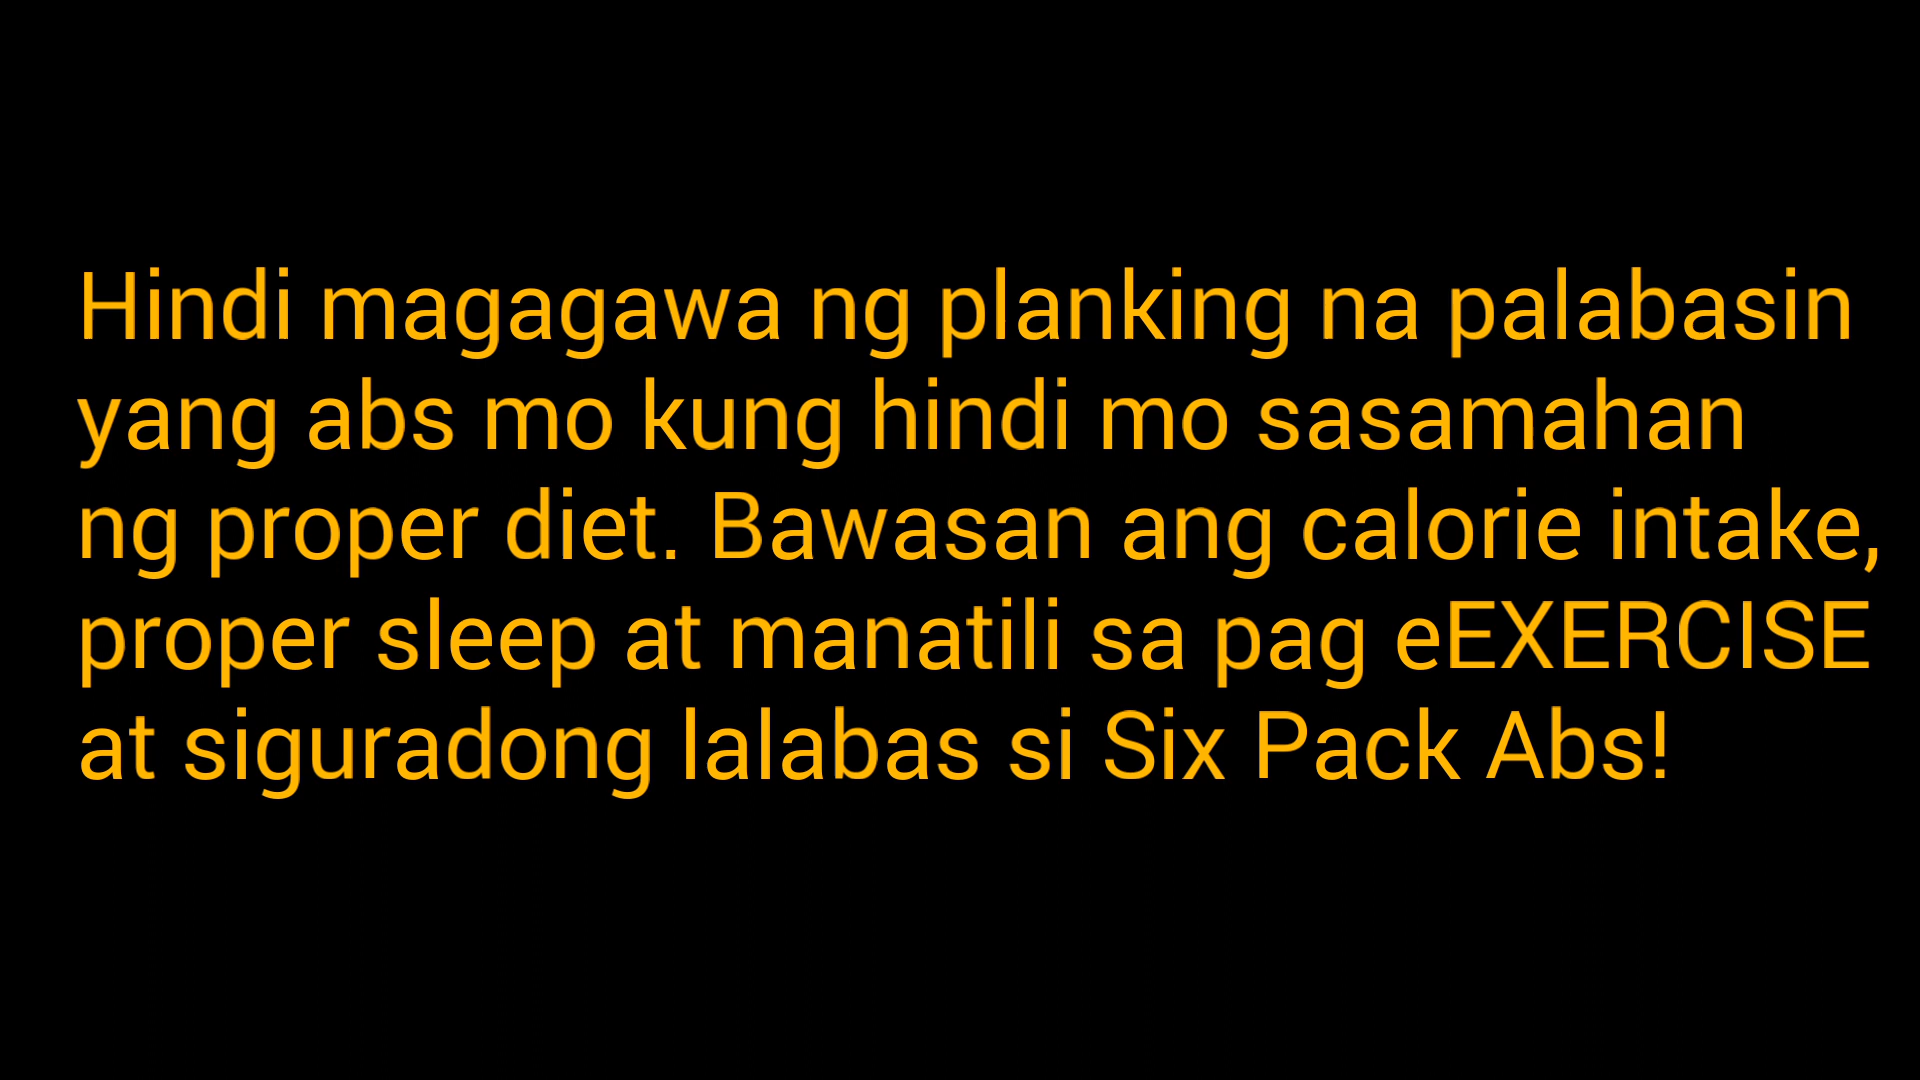 Hindi magagawa ng planking na palabasin
yang abs mo kung hindi mo sasamahan
ng proper diet. Bawasan ang calorie intake,
proper sleep at manatili sa pag eEXERCISE
at siguradong lalabas si Six Pack Abs!